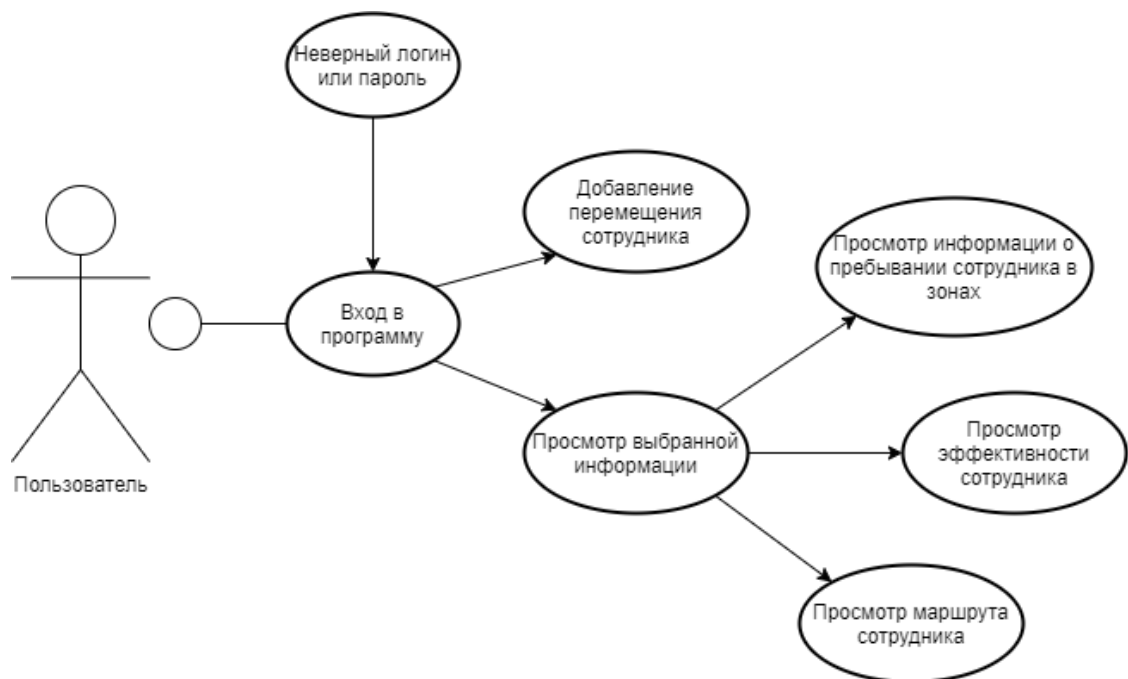 Неверный логин
или пароль
Добавление
перемещения
сотрудника
Просмотр информации о
пребывании сотрудника в
зонах
Вход в
программу
Просмотр выбранной
информации
Просмотр
эффективности
сотрудника
Пользователь
Просмотр маршрута
сотрудника